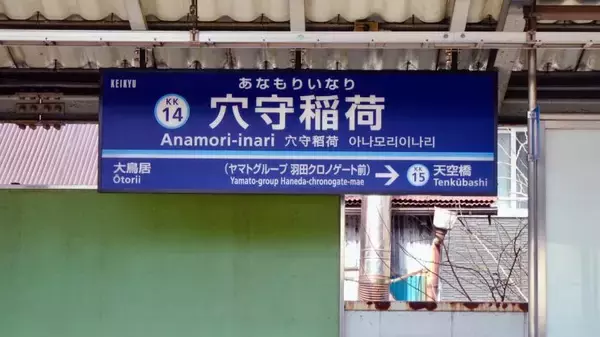 KEIKYU
あなもりいなり
KK 14 穴守稲荷
Anamori-inari 穴守稲荷 아나모리이나리
大鳥居 (ヤマトグループ 羽田クロノゲート前) KK 15 天空橋
Ōtorii Yamato-group Haneda-chronogate-mae Tenkūbashi